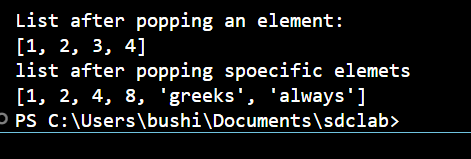 List after popping an element:
[1, 2, 3, 4]
list after popping spoecific elemets
[1, 2, 4, 8, 'greeks', 'always']
PS C:\Users\bushi\Documents\sdclab>